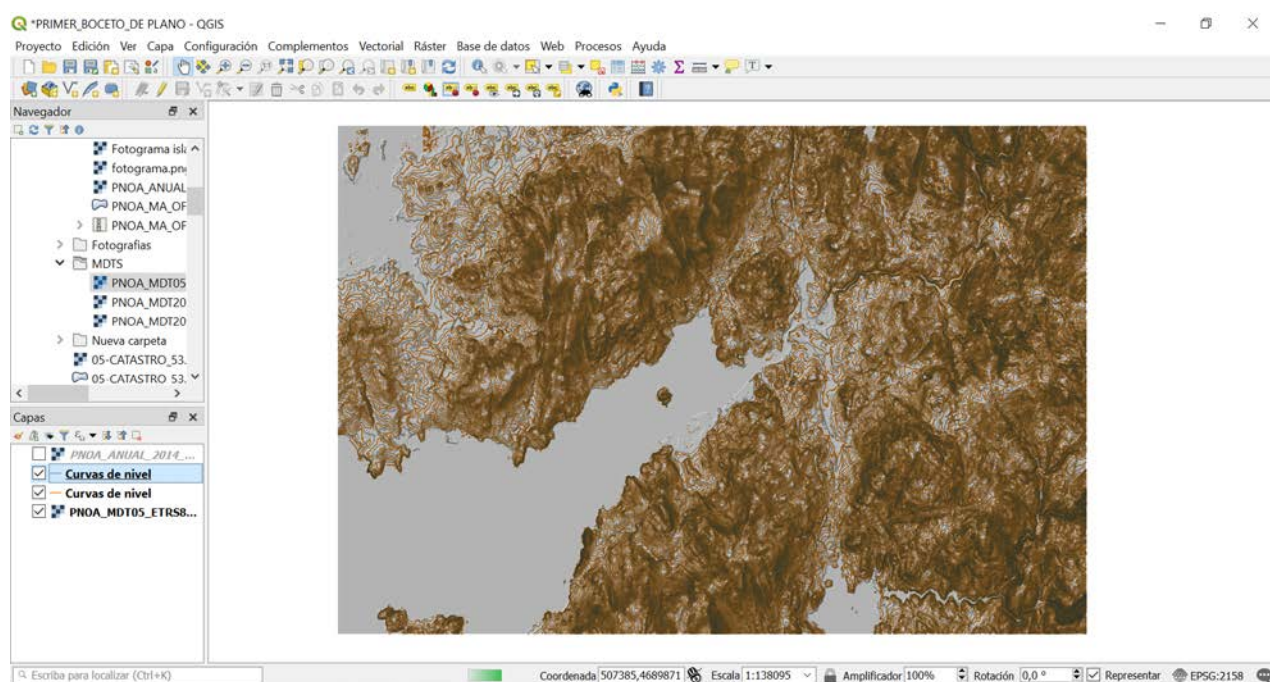 *PRIMER_BOCETO_DE PLANO - QGIS
Proyecto Edición Ver Capa Configuración Complementos Vectorial Ráster Base de datos Web Procesos Ayuda
Navegador
Fotograma isla
fotograma.png
PNOA_ANUAL
PNOA_MA_OF
PNOA_MA_OF
Fotografias
MDTS
PNOA_MDT05
PNOA_MDT20
PNOA_MDT20
Nueva carpeta
05-CATASTRO_53.
05-CATASTRO 53.
Capas
PNOA_ANUAL_2014_...
Curvas de nivel
Curvas de nivel
PNOA_MDT05_ETRS8...
Escriba para localizar (Ctrl+K)
Coordenada 507385,4689871 Escala 1:138095 Amplificador 100% Rotación 0,0 ° Representar EPSG:2158